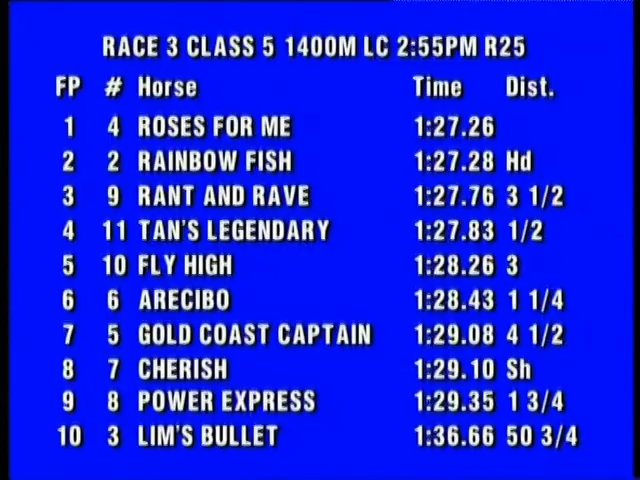 RACE 3 CLASS 5 1400M LC 2:55PM R25
FP # Horse Time Dist.
1 4 ROSES FOR ME 1:27.26
2 2 RAINBOW FISH 1:27.28 Hd
3 9 RANT AND RAVE 1:27.76 3 1/2
4 11 TAN'S LEGENDARY 1:27.83 1/2
5 10 FLY HIGH 1:28.26 3
6 6 ARECIBO 1:28.43 1 1/4
7 5 GOLD COAST CAPTAIN 1:29.08 4 1/2
8 7 CHERISH 1:29.10 Sh
9 8 POWER EXPRESS 1:29.35 1 3/4
10 3 LIM'S BULLET 1:36.66 50 3/4